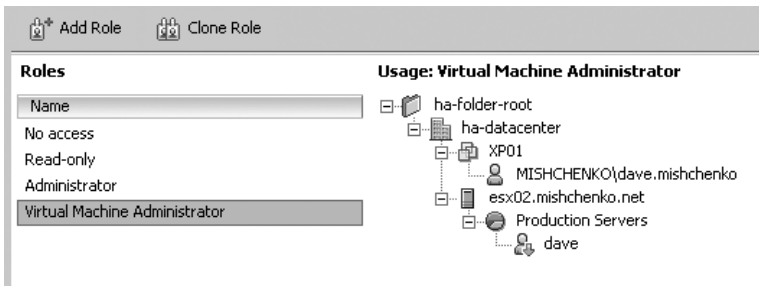 Add Role Clone Role
Roles
Name
No access
Read-only
Administrator
Virtual Machine Administrator
Usage: Virtual Machine Administrator
ha-folder-root
ha-datacenter
XP01
MISHCHENKO\dave.mishchenko
esx02.mishchenko.net
Production Servers
dave